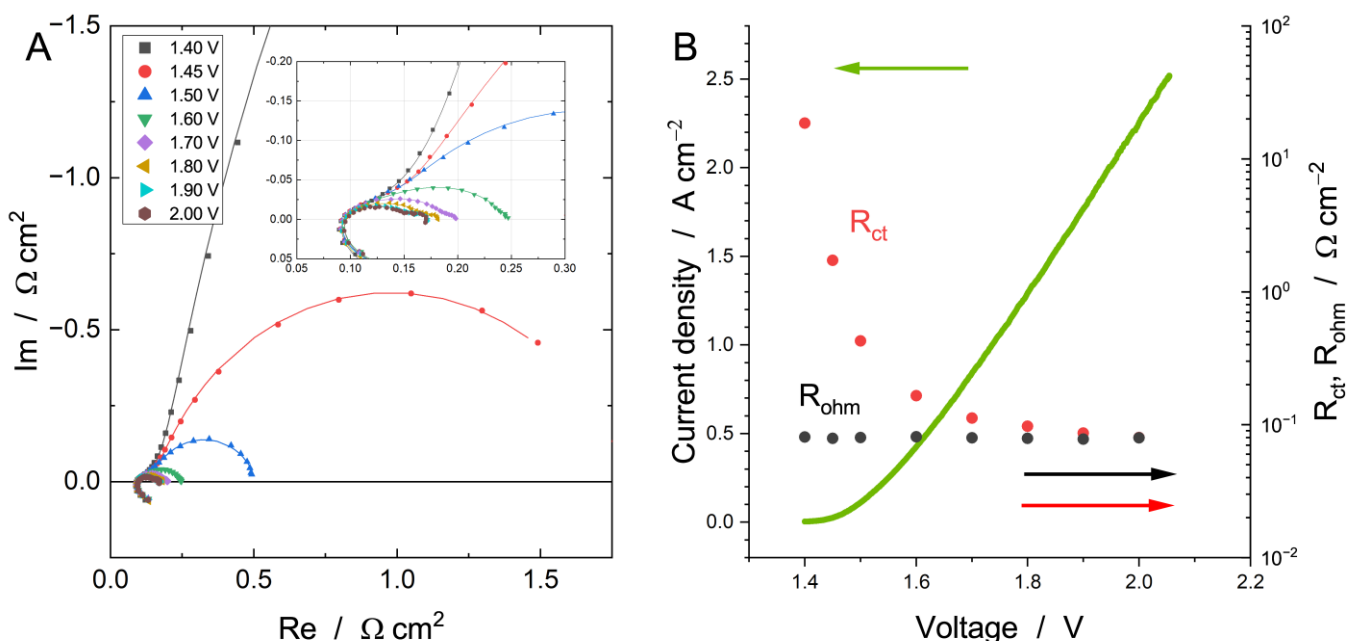 A
1.40 V
1.45 V
1.50 V
1.60 V
1.70 V
1.80 V
1.90 V
2.00 V
Im / Ω cm²
−1.5
−1.0
−0.5
0.0
0.0
0.5
1.0
1.5
Re / Ω cm²
-0.20
-0.15
-0.10
-0.05
0.00
0.05
0.05
0.10
0.15
0.20
0.25
0.30
B
Current density / A cm⁻²
2.5
2.0
1.5
1.0
0.5
0.0
R_ct
R_ohm
10²
10¹
10⁰
10⁻¹
10⁻²
R_ct, R_ohm / Ω cm⁻²
1.4
1.6
1.8
2.0
2.2
Voltage / V